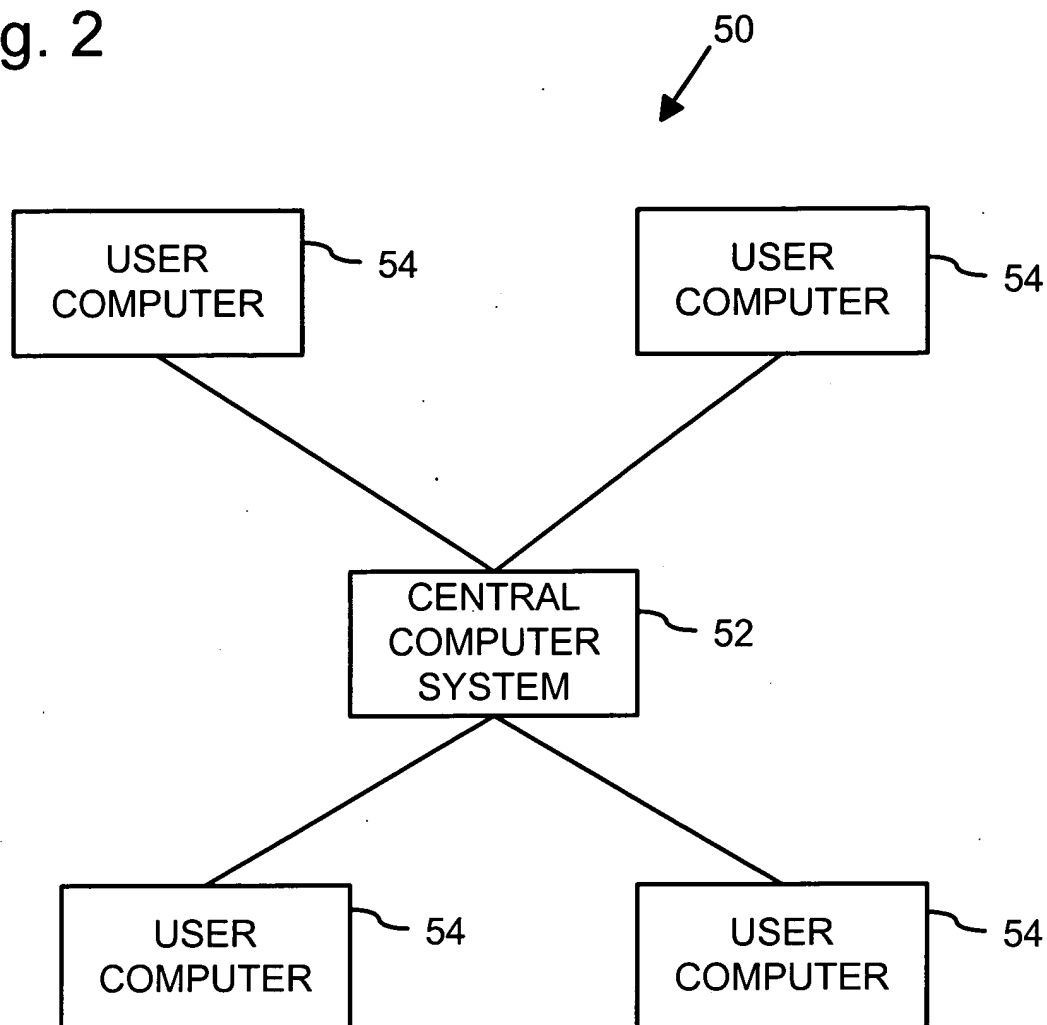 g. 2
50
USER
COMPUTER
54
USER
COMPUTER
54
CENTRAL
COMPUTER
SYSTEM
52
USER
COMPUTER
54
USER
COMPUTER
54